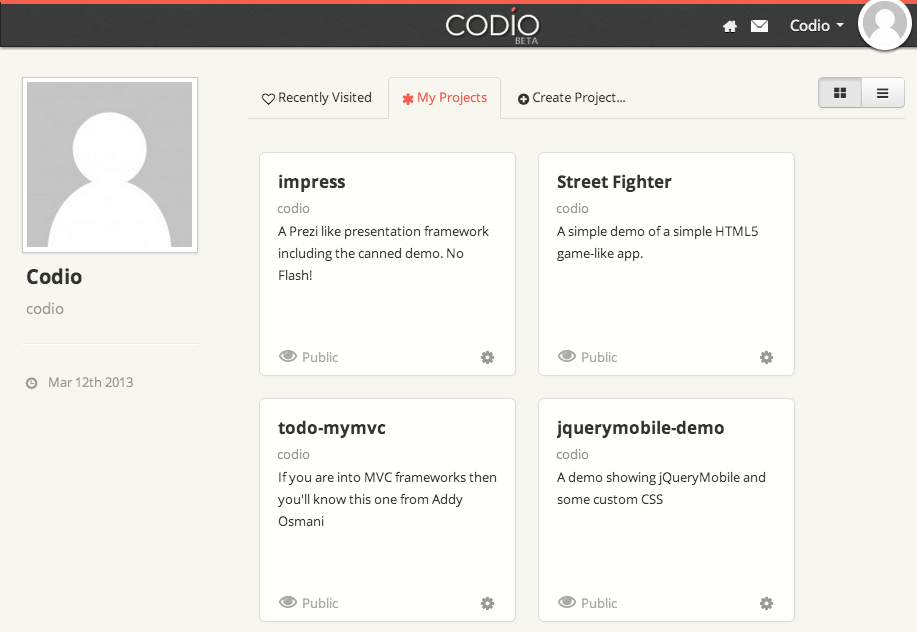 CODIO
BETA
Codio
Recently Visited
My Projects
Create Project...
Codio
codio
Mar 12th 2013
impress
codio
A Prezi like presentation framework
including the canned demo. No
Flash!
Public
Street Fighter
codio
A simple demo of a simple HTML5
game-like app.
Public
todo-mymvc
codio
If you are into MVC frameworks then
you'll know this one from Addy
Osmani
Public
jquerymobile-demo
codio
A demo showing jQueryMobile and
some custom CSS
Public